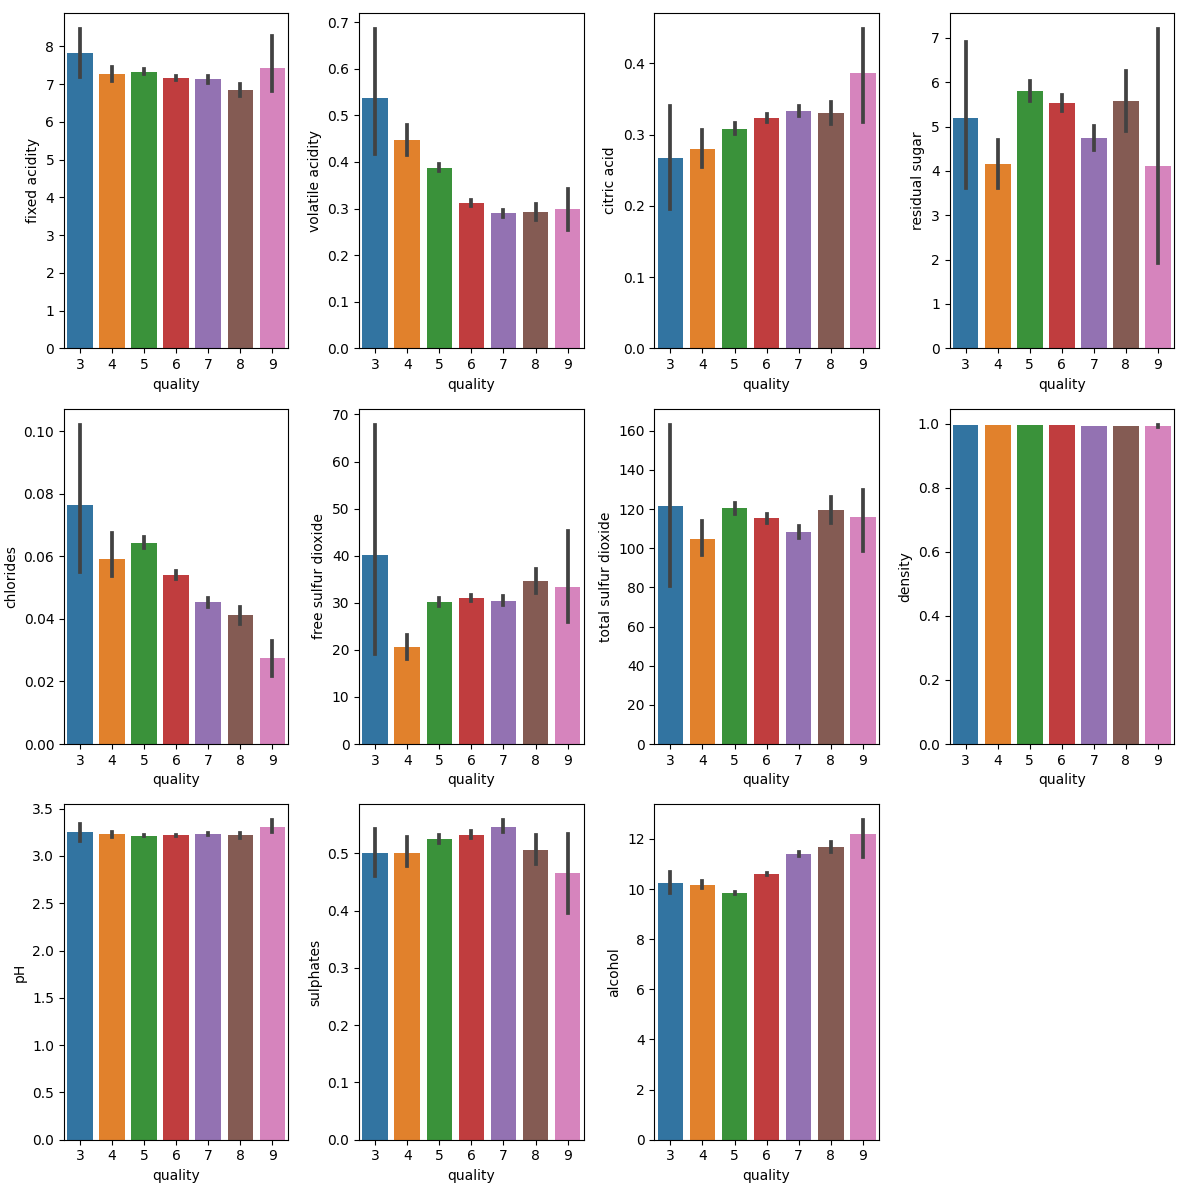 fixed acidity
8
7
6
5
4
3
2
1
0
3 4 5 6 7 8 9
quality
volatile acidity
0.7
0.6
0.5
0.4
0.3
0.2
0.1
0.0
3 4 5 6 7 8 9
quality
citric acid
0.4
0.3
0.2
0.1
0.0
3 4 5 6 7 8 9
quality
residual sugar
7
6
5
4
3
2
1
0
3 4 5 6 7 8 9
quality
chlorides
0.10
0.08
0.06
0.04
0.02
0.00
3 4 5 6 7 8 9
quality
free sulfur dioxide
70
60
50
40
30
20
10
0
3 4 5 6 7 8 9
quality
total sulfur dioxide
160
140
120
100
80
60
40
20
0
3 4 5 6 7 8 9
quality
density
1.0
0.8
0.6
0.4
0.2
0.0
3 4 5 6 7 8 9
quality
pH
3.5
3.0
2.5
2.0
1.5
1.0
0.5
0.0
3 4 5 6 7 8 9
quality
sulphates
0.5
0.4
0.3
0.2
0.1
0.0
3 4 5 6 7 8 9
quality
alcohol
12
10
8
6
4
2
0
3 4 5 6 7 8 9
quality